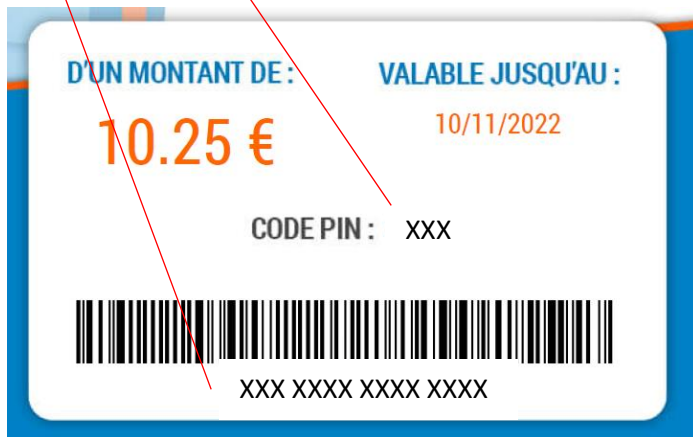 D'UN MONTANT DE :
VALABLE JUSQU'AU :
10.25 €
10/11/2022
CODE PIN : XXX
XXX XXXX XXXX XXXX